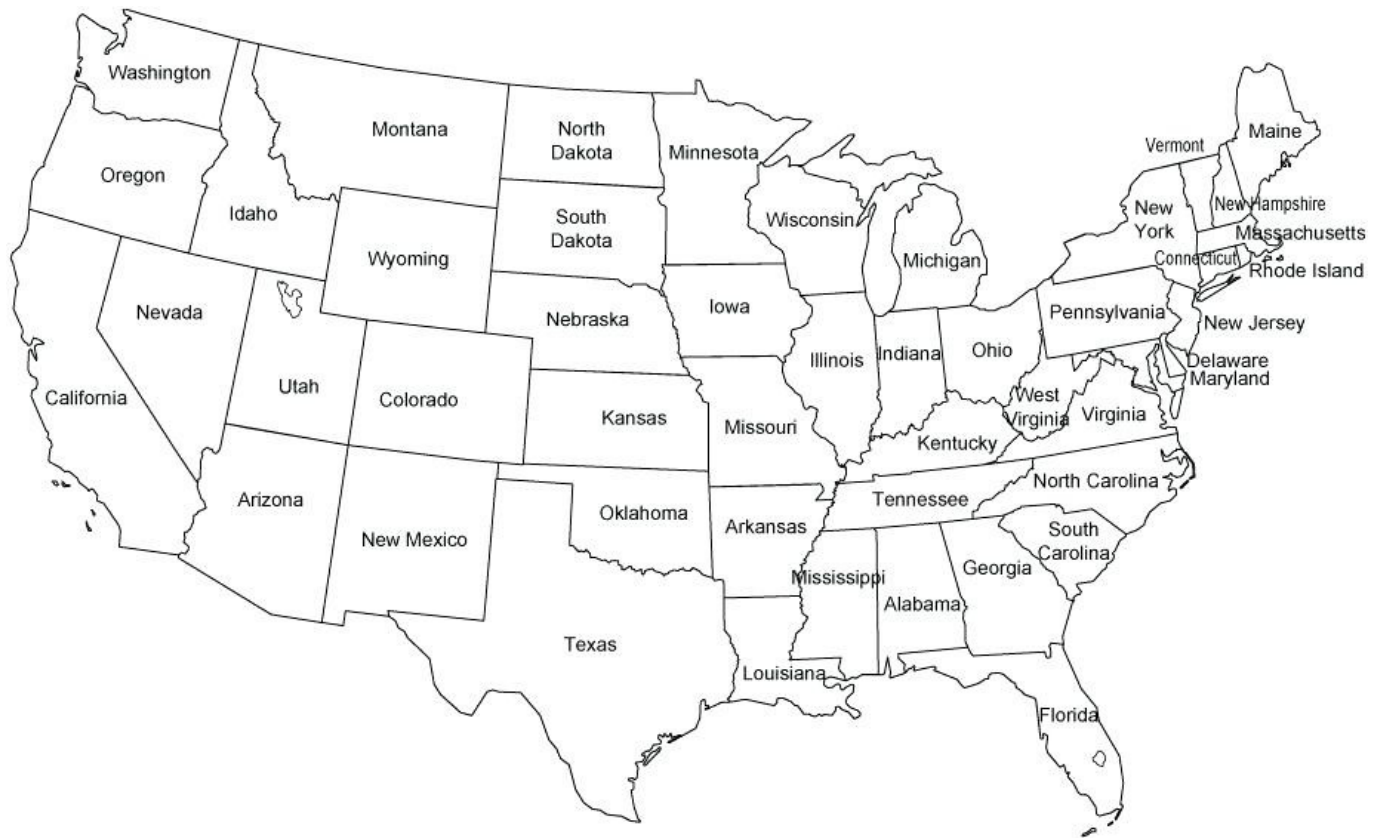 Washington
Montana
North
Dakota
Minnesota
Vermont
Maine
Oregon
Idaho
South
Dakota
Wisconsin
New
York
New Hampshire
Massachusetts
Wyoming
Michigan
Connecticut
Rhode Island
Nevada
Nebraska
Iowa
Pennsylvania
New Jersey
Illinois
Indiana
Ohio
Delaware
Maryland
California
Utah
Colorado
Kansas
Missouri
West
Virginia
Virginia
Kentucky
Arizona
New Mexico
Oklahoma
Arkansas
Tennessee
North Carolina
South
Carolina
Mississippi
Alabama
Georgia
Texas
Louisiana
Florida